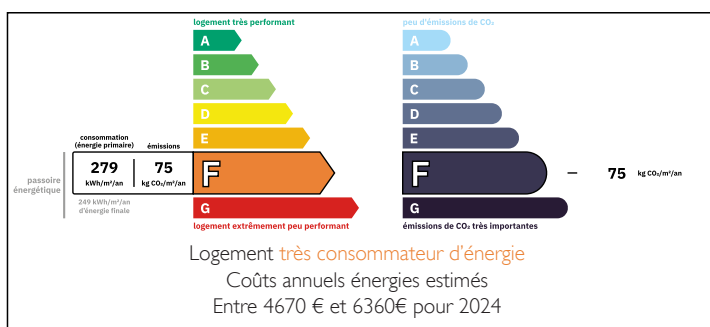 logement très performant
A
B
C
D
E
consommation
(énergie primaire)
émissions
passoire
énergétique
279
kWh/m²/an
75
kg CO₂/m²/an
F
249 kWh/m²/an
d'énergie finale
G
logement extrêmement peu performant
peu d'émissions de CO₂
A
B
C
D
E
F
75 kg CO₂/m²/an
G
émissions de CO₂ très importantes
Logement très consommateur d'énergie
Coûts annuels énergies estimés
Entre 4670 € et 6360€ pour 2024